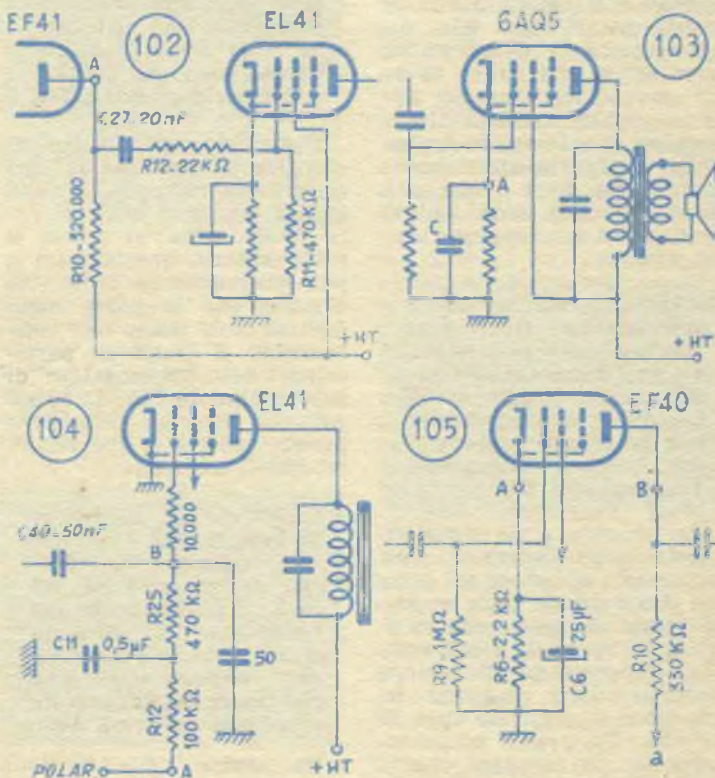 EF41
102
EL41
A
C27-20nF
R12-22KΩ
R10-320.000
R11-470KΩ
+HT
6AQ5
103
A
C
+HT
104
EL41
C40-50nF
10.000
B
R25
470 KΩ
C11
0,5µF
50
R12
100KΩ
POLAR
A
+HT
105
EF40
A
B
R9-1MΩ
R6-2,2KΩ
25µF
C6
R10
330KΩ
a